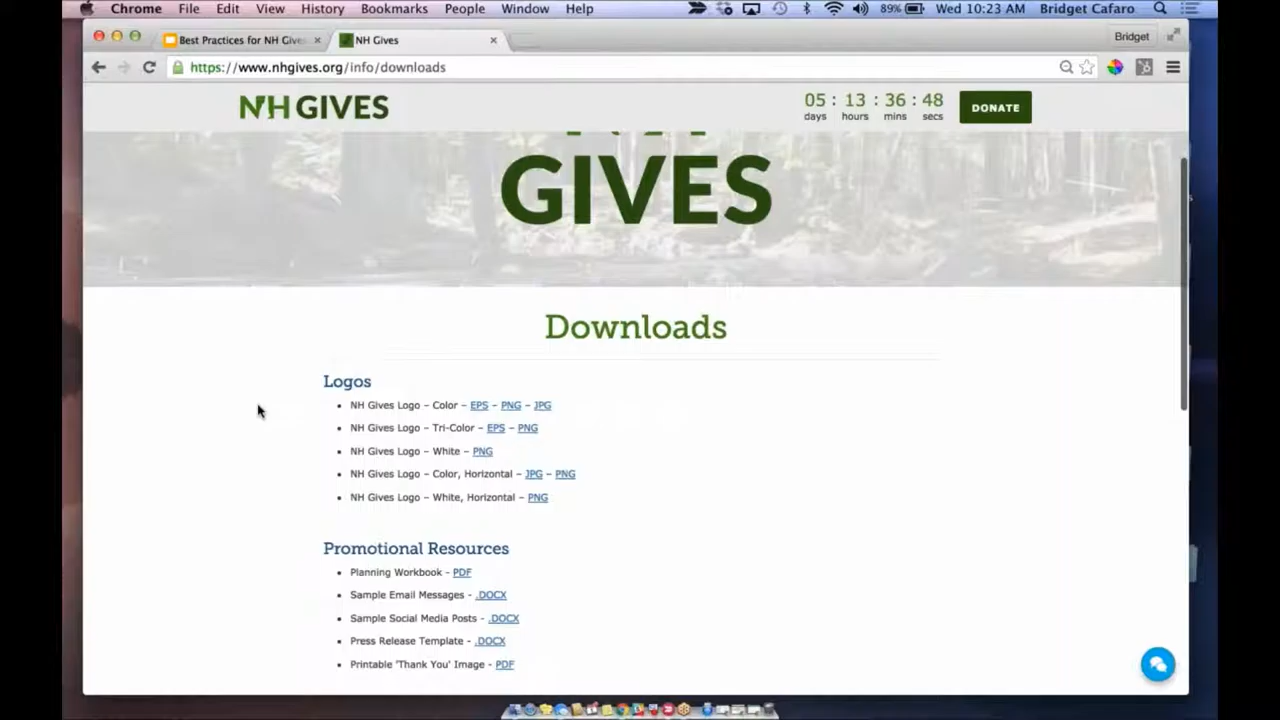 Chrome File Edit View History Bookmarks People Window Help 89% Wed 10:23 AM Bridget Cafaro
Best Practices for NH Give × NH Gives × Bridget
https://www.nhgives.org/info/downloads
NH GIVES 05 : 13 : 36 : 48 DONATE
days hours mins secs
GIVES
Downloads
Logos
• NH Gives Logo – Color – EPS – PNG – JPG
• NH Gives Logo – Tri-Color – EPS – PNG
• NH Gives Logo – White – PNG
• NH Gives Logo – Color, Horizontal – JPG – PNG
• NH Gives Logo – White, Horizontal – PNG
Promotional Resources
• Planning Workbook - PDF
• Sample Email Messages - .DOCX
• Sample Social Media Posts - .DOCX
• Press Release Template - .DOCX
• Printable 'Thank You' Image - PDF